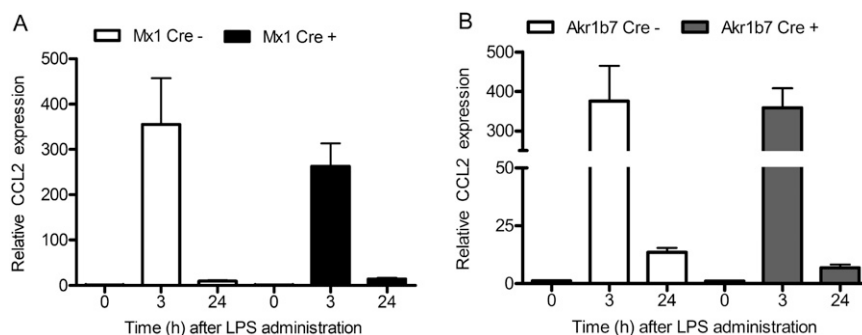 A
Mx1 Cre - Mx1 Cre +
Relative CCL2 expression
500
400
300
200
100
0
0 3 24 0 3 24
Time (h) after LPS administration
B
Akr1b7 Cre - Akr1b7 Cre +
Relative CCL2 expression
500
400
300
50
25
0
0 3 24 0 3 24
Time (h) after LPS administration